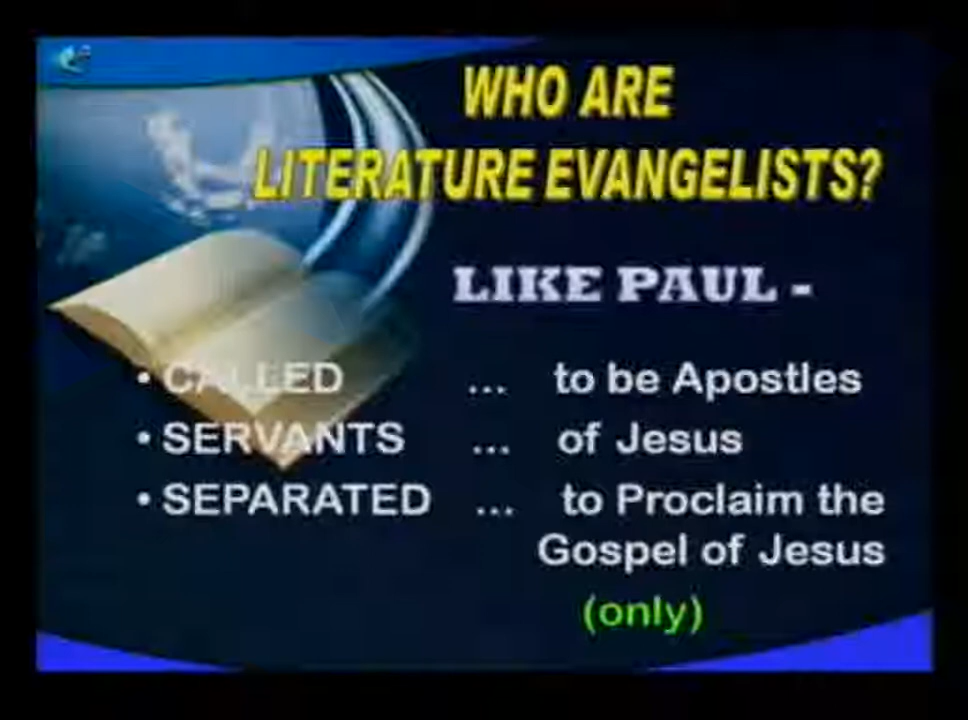 WHO ARE
LITERATURE EVANGELISTS?
LIKE PAUL -
• CALLED ... to be Apostles
• SERVANTS ... of Jesus
• SEPARATED ... to Proclaim the
Gospel of Jesus
(only)